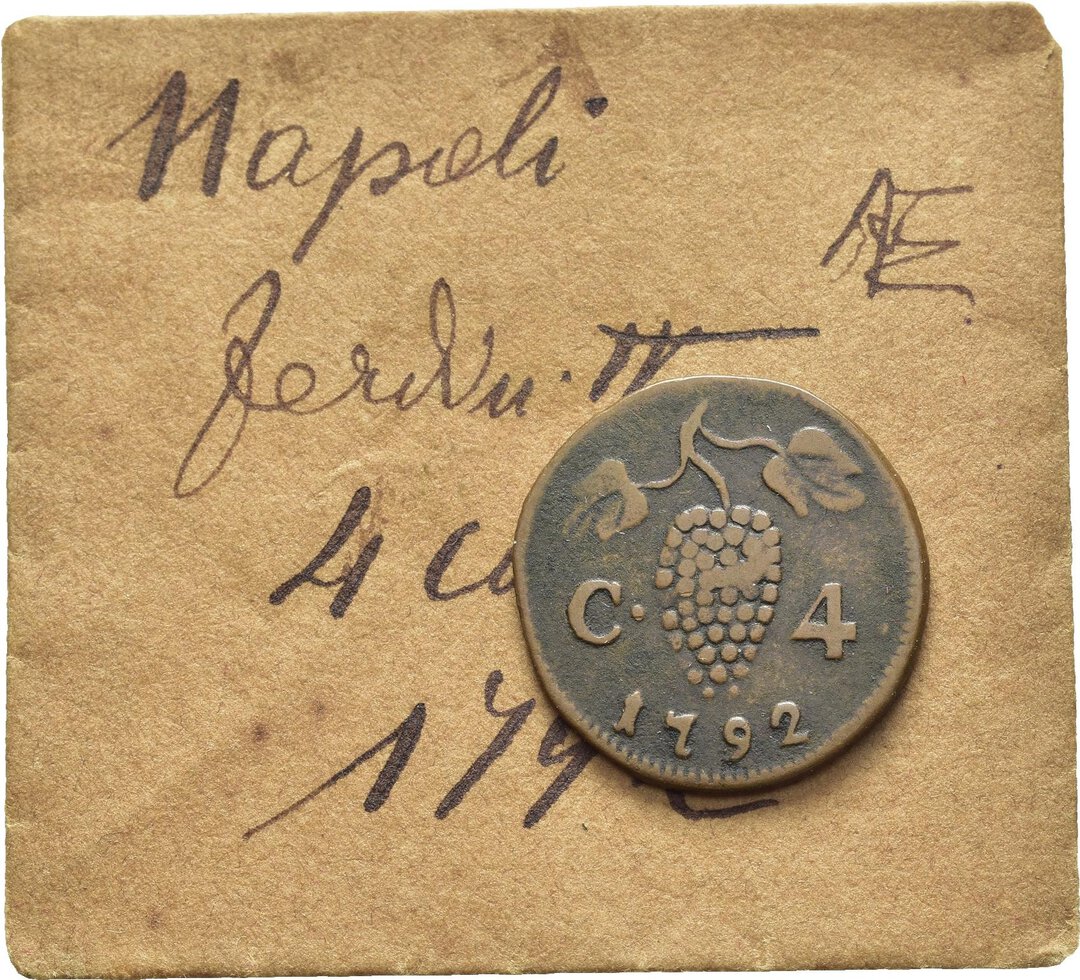 Napoli
Æ
Ferdin. IV
4 ca
179
C. 4
1792